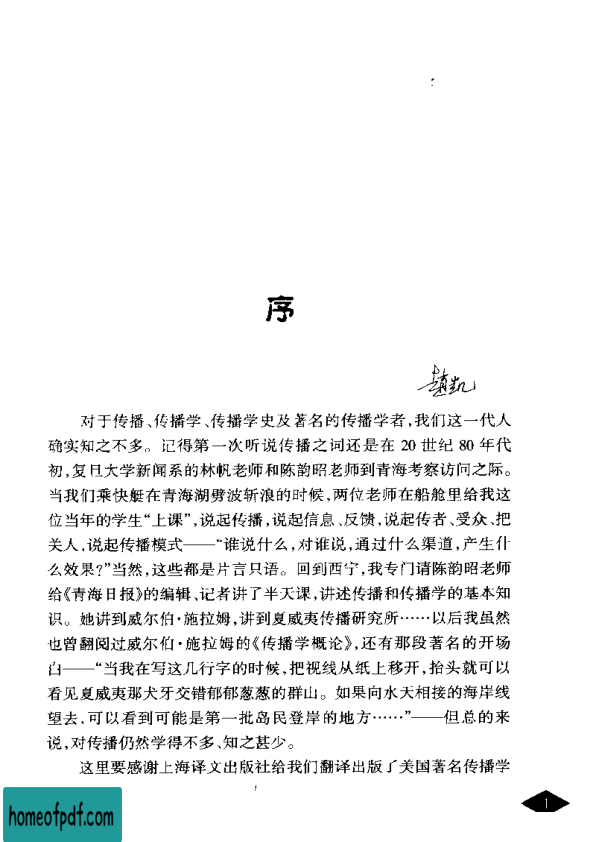 序
赵凯
对于传播、传播学、传播学史及著名的传播学者,我们这一代人
确实知之不多。记得第一次听说传播之词还是在 20 世纪 80 年代
初,复旦大学新闻系的林帆老师和陈韵昭老师到青海考察访问之际。
当我们乘快艇在青海湖劈波斩浪的时候,两位老师在船舱里给我这
位当年的学生“上课”,说起传播,说起信息、反馈,说起传者、受众、把
关人,说起传播模式——“谁说什么,对谁说,通过什么渠道,产生什
么效果?”当然,这些都是片言只语。回到西宁,我专门请陈韵昭老师
给《青海日报》的编辑、记者讲了半天课,讲述传播和传播学的基本知
识。她讲到威尔伯·施拉姆,讲到夏威夷传播研究所……以后我虽然
也曾翻阅过威尔伯·施拉姆的《传播学概论》,还有那段著名的开场
白——“当我在写这几行字的时候,把视线从纸上移开,抬头就可以
看见夏威夷那犬牙交错郁郁葱葱的群山。如果向水天相接的海岸线
望去,可以看到可能是第一批岛民登岸的地方……”——但总的来
说,对传播仍然学得不多、知之甚少。
这里要感谢上海译文出版社给我们翻译出版了美国著名传播学
1
homeofpdf.com